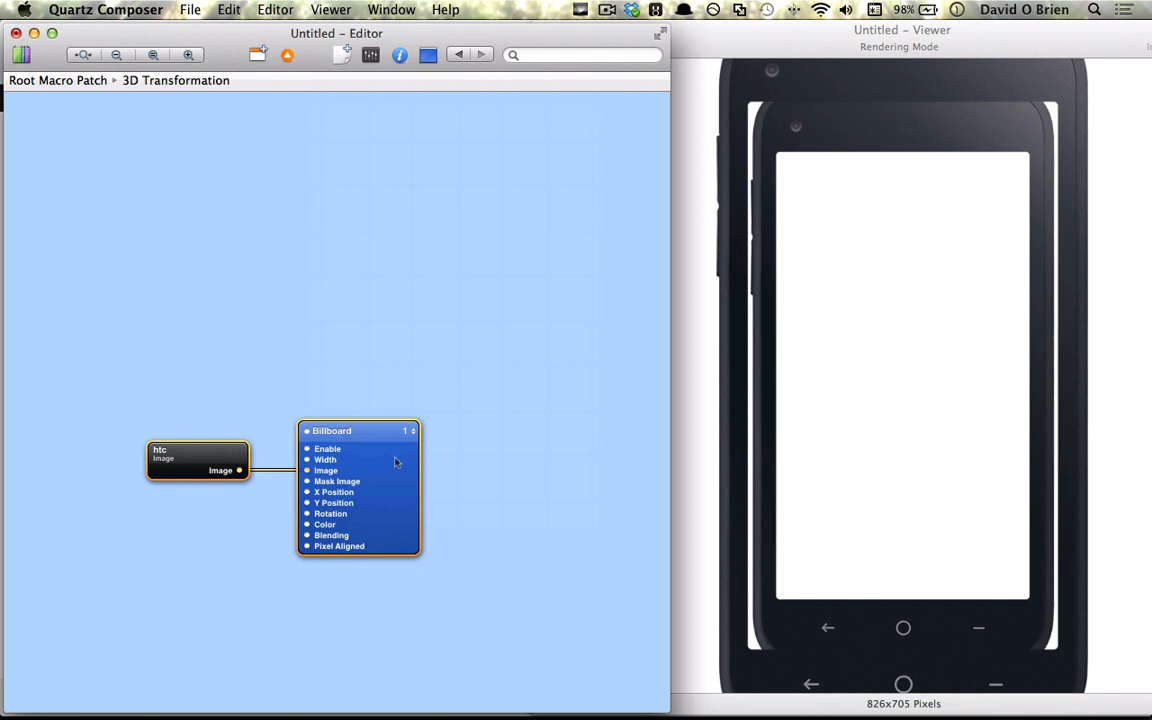 Quartz Composer File Edit Editor Viewer Window Help 98% David O Brien
Untitled - Editor
Untitled - Viewer
Rendering Mode
Root Macro Patch 3D Transformation
htc
Image
Image
Billboard 1
Enable
Width
Image
Mask Image
X Position
Y Position
Rotation
Color
Blending
Pixel Aligned
826x705 Pixels